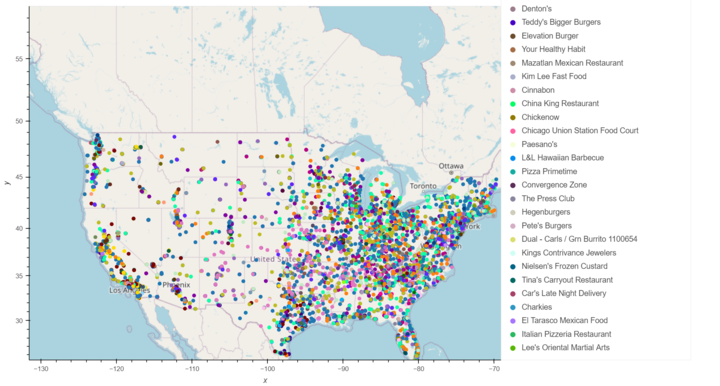 Denton's
Teddy's Bigger Burgers
Elevation Burger
Your Healthy Habit
Mazatlan Mexican Restaurant
Kim Lee Fast Food
Cinnabon
China King Restaurant
Chickenow
Chicago Union Station Food Court
Paesano's
L&L Hawaiian Barbecue
Pizza Primetime
Convergence Zone
The Press Club
Hegenburgers
Pete's Burgers
Dual - Carls / Grn Burrito 1100654
Kings Contrivance Jewelers
Nielsen's Frozen Custard
Tina's Carryout Restaurant
Car's Late Night Delivery
Charkies
El Tarasco Mexican Food
Italian Pizzeria Restaurant
Lee's Oriental Martial Arts
y
55
50
45
40
35
30
Ottawa
Toronto
United
Phoenix
−130
−120
−110
−100
−90
−80
−70
x